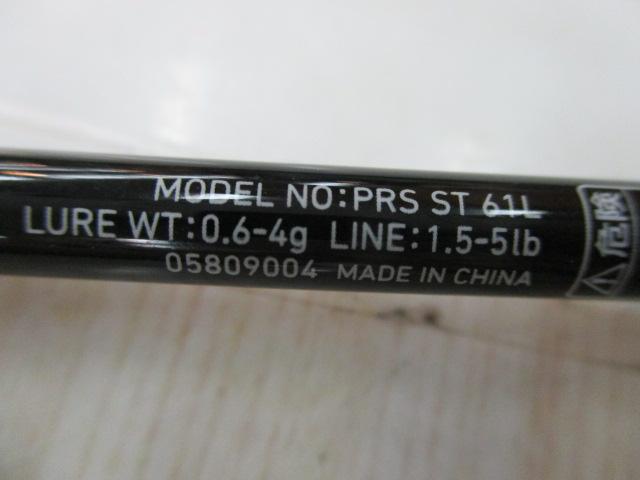 MODEL NO:PRS ST 61L
LURE WT:0.6-4g LINE:1.5-5lb
05809004 MADE IN CHINA
危険